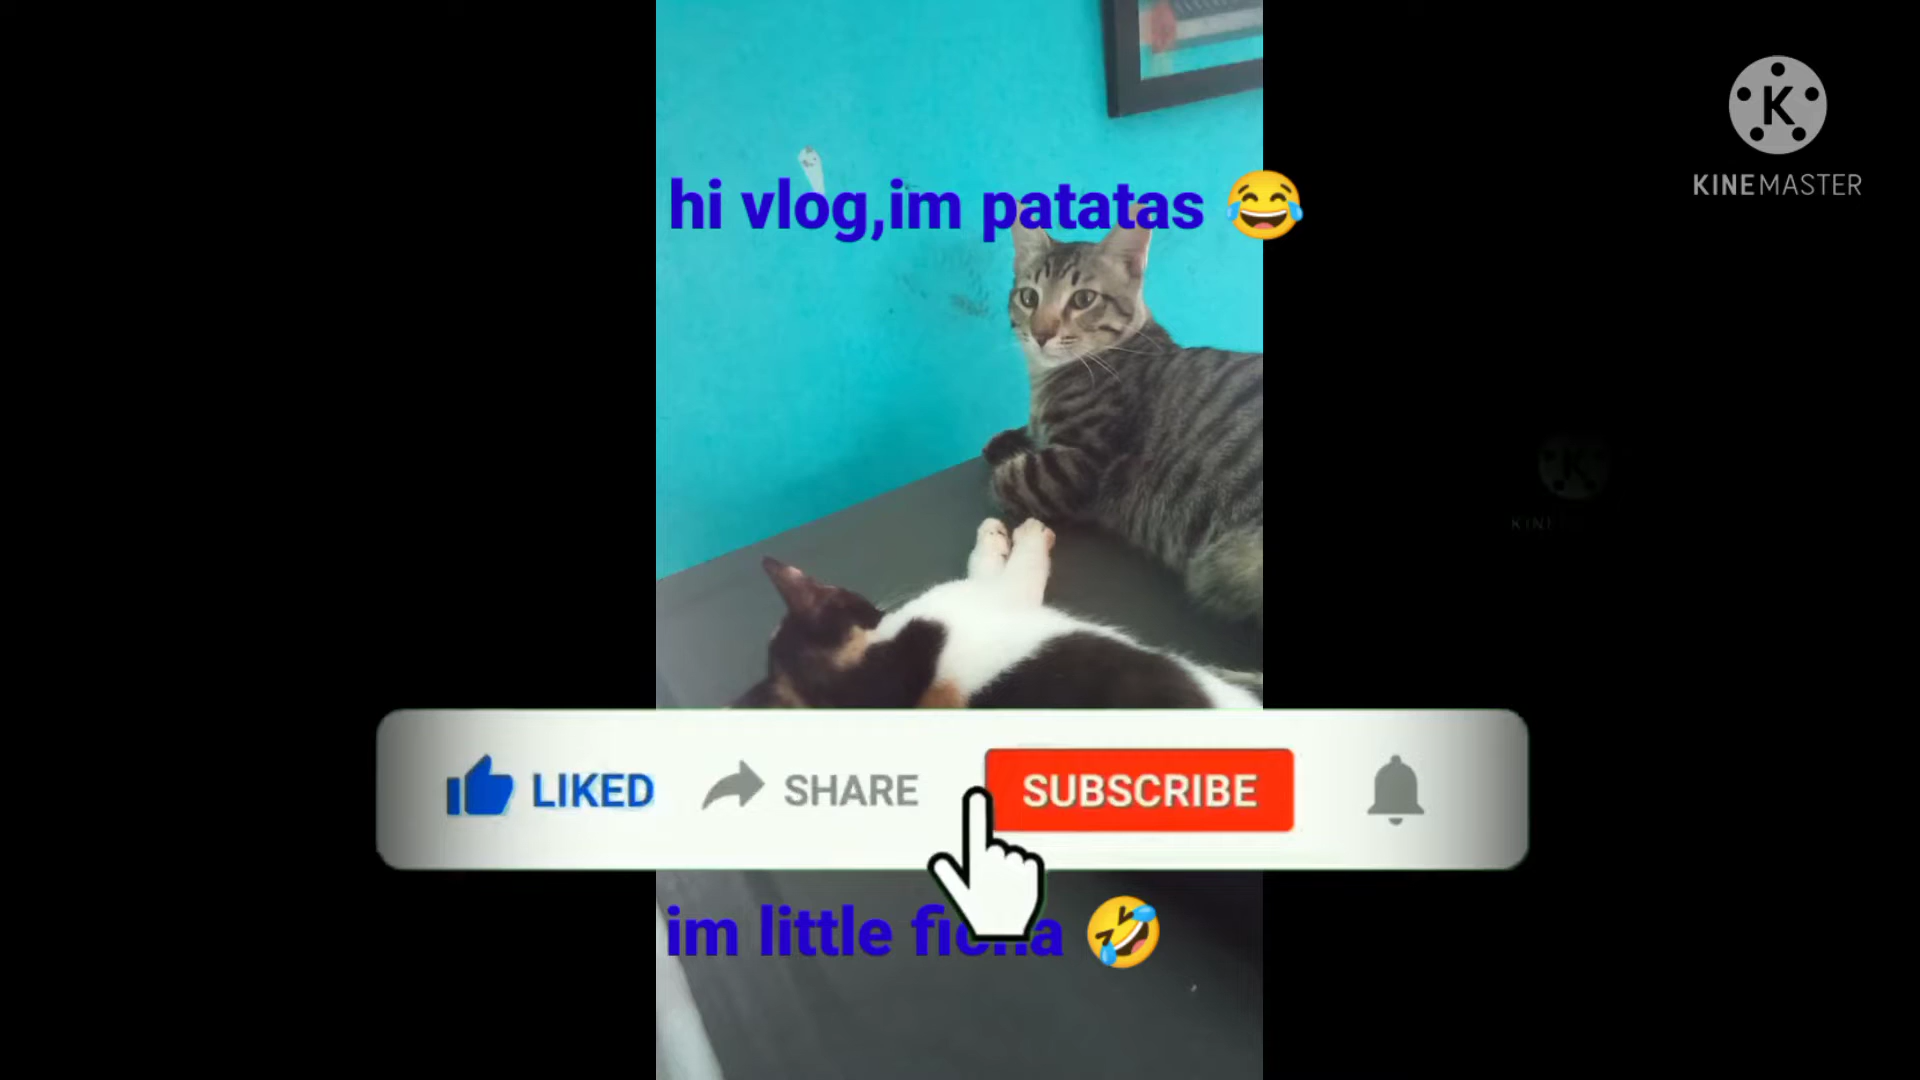 hi vlog,im patatas 😂
KINEMASTER
LIKED SHARE SUBSCRIBE
im little 🤣